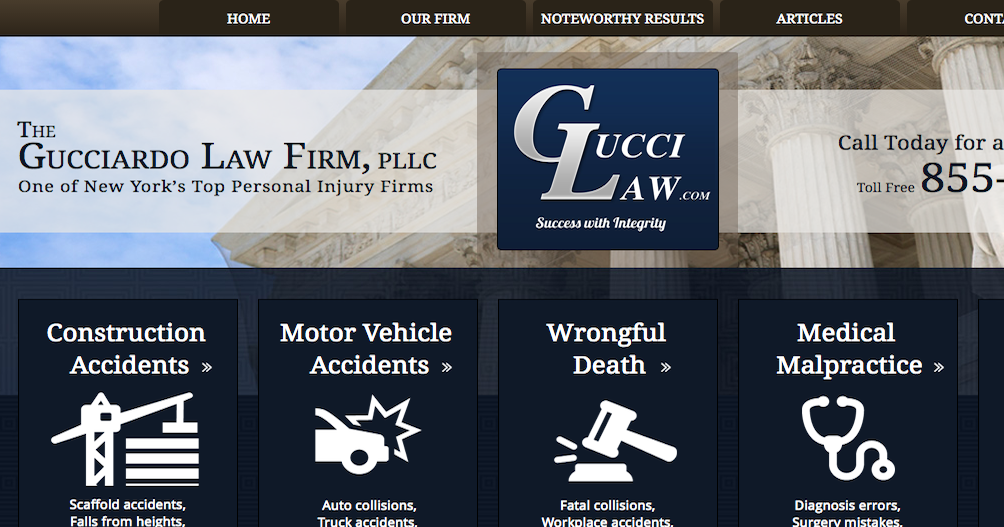 HOME
OUR FIRM
NOTEWORTHY RESULTS
ARTICLES
CONT
THE
GUCCIARDO LAW FIRM, PLLC
One of New York's Top Personal Injury Firms
GUCCI
LAW.COM
Success with Integrity
Call Today for a
Toll Free 855-
Construction
Accidents »
Scaffold accidents,
Falls from heights,
Motor Vehicle
Accidents »
Auto collisions,
Truck accidents,
Wrongful
Death »
Fatal collisions,
Workplace accidents,
Medical
Malpractice »
Diagnosis errors,
Surgery mistakes,